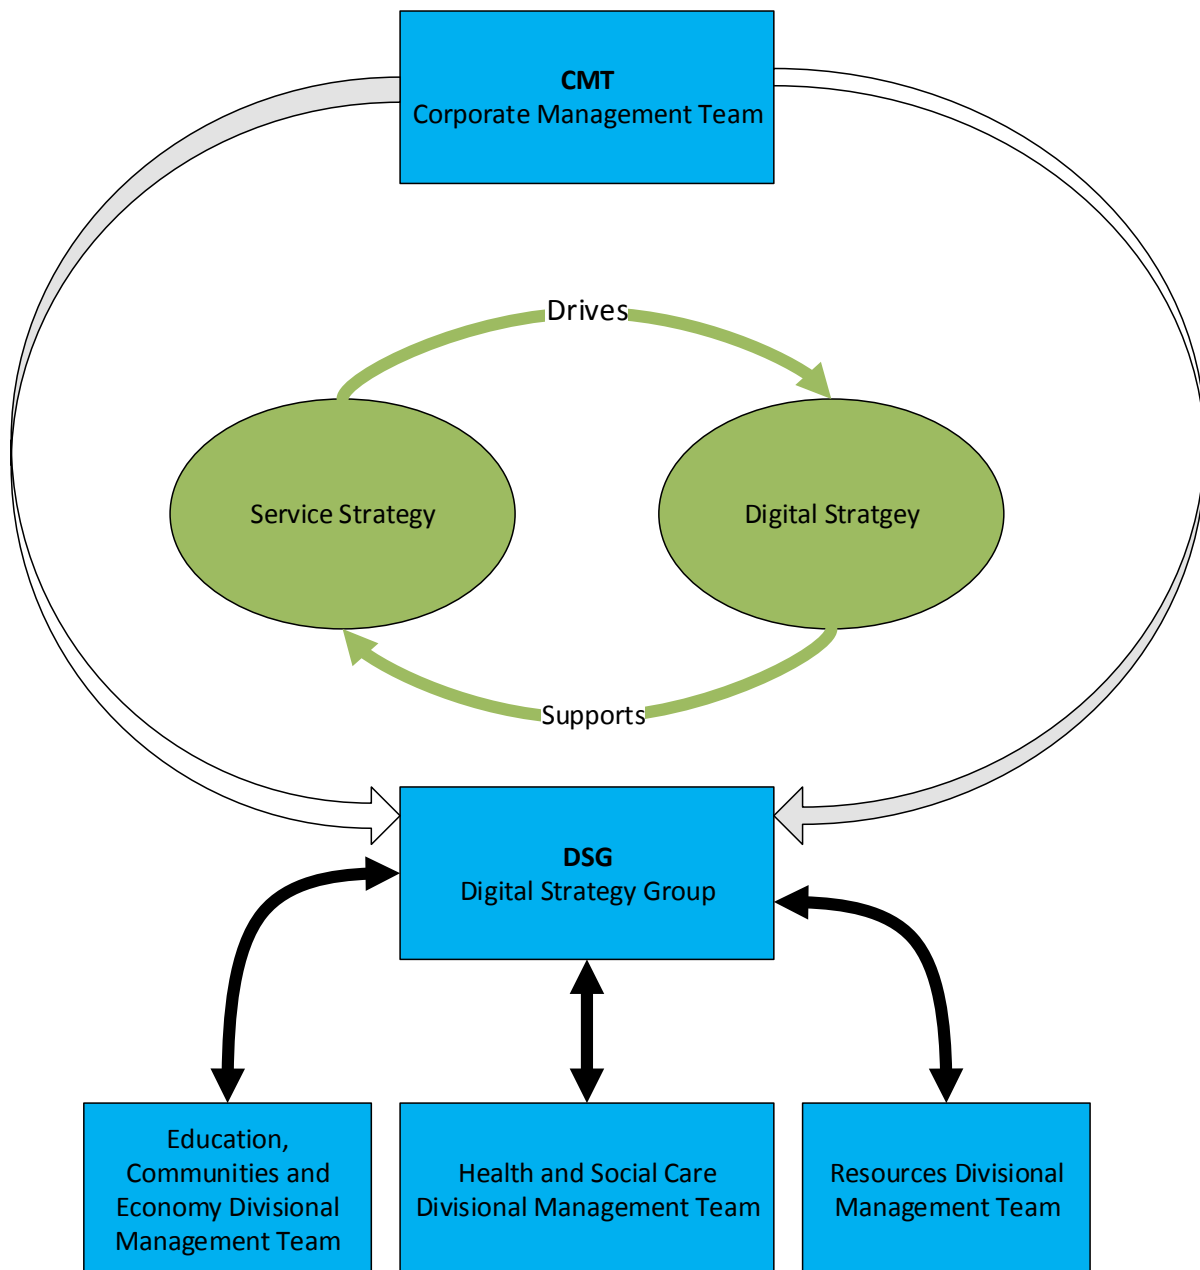 CMT
Corporate Management Team
Drives
Service Strategy
Digital Stratgey
Supports
DSG
Digital Strategy Group
Education,
Communities and
Economy Divisional
Management Team
Health and Social Care
Divisional Management Team
Resources Divisional
Management Team